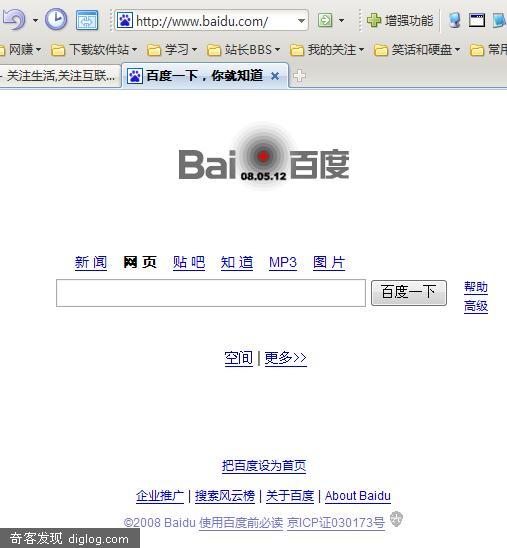 http://www.baidu.com/ 增强功能
网赚 下载软件站 学习 站长BBS 我的关注 笑话和硬盘 常用
- 关注生活,关注互联... 百度一下，你就知道
Bai 百度
08.05.12
新闻 网页 贴吧 知道 MP3 图片
百度一下 帮助
高级
空间 | 更多>>
把百度设为首页
企业推广 | 搜索风云榜 | 关于百度 | About Baidu
©2008 Baidu 使用百度前必读 京ICP证030173号
奇客发现 diglog.com